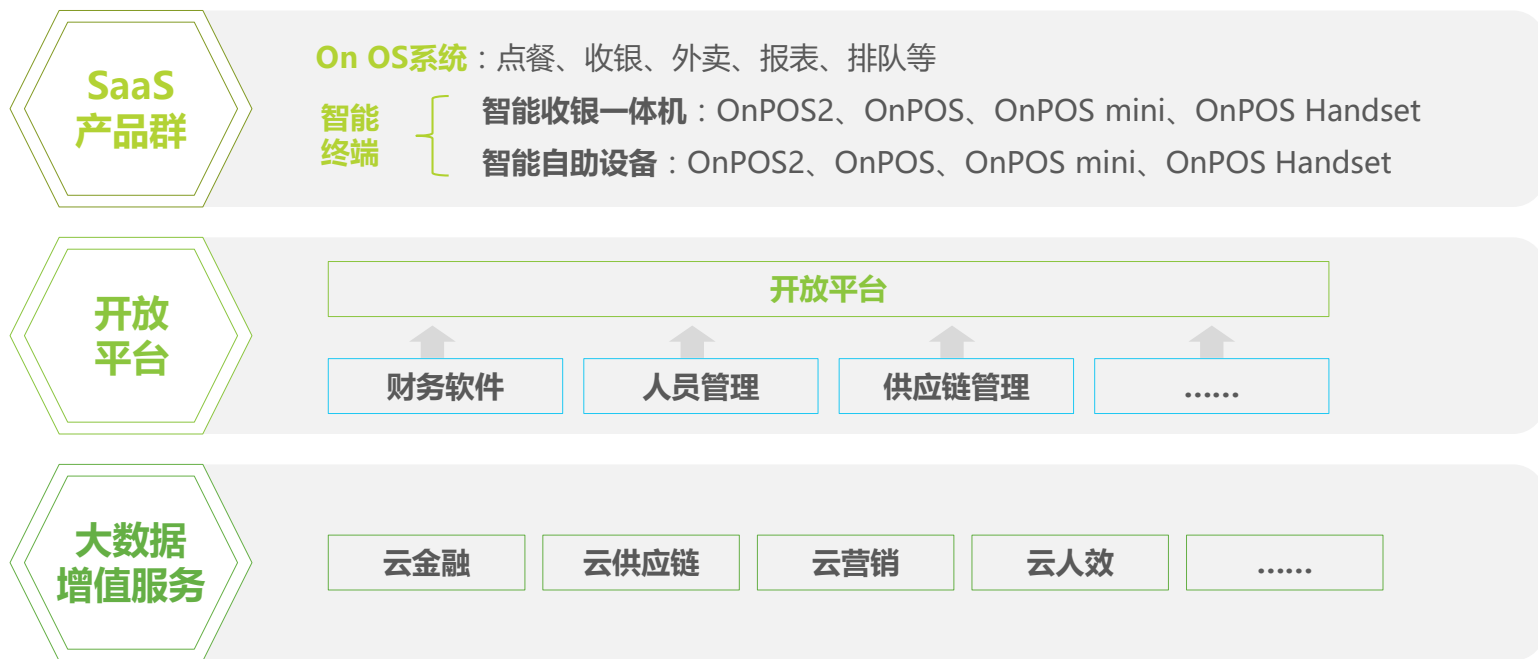 SaaS
产品群
On OS系统：点餐、收银、外卖、报表、排队等
智能
终端
智能收银一体机：OnPOS2、OnPOS、OnPOS mini、OnPOS Handset
智能自助设备：OnPOS2、OnPOS、OnPOS mini、OnPOS Handset
开放
平台
开放平台
财务软件 人员管理 供应链管理 ……
大数据
增值服务
云金融 云供应链 云营销 云人效 ……